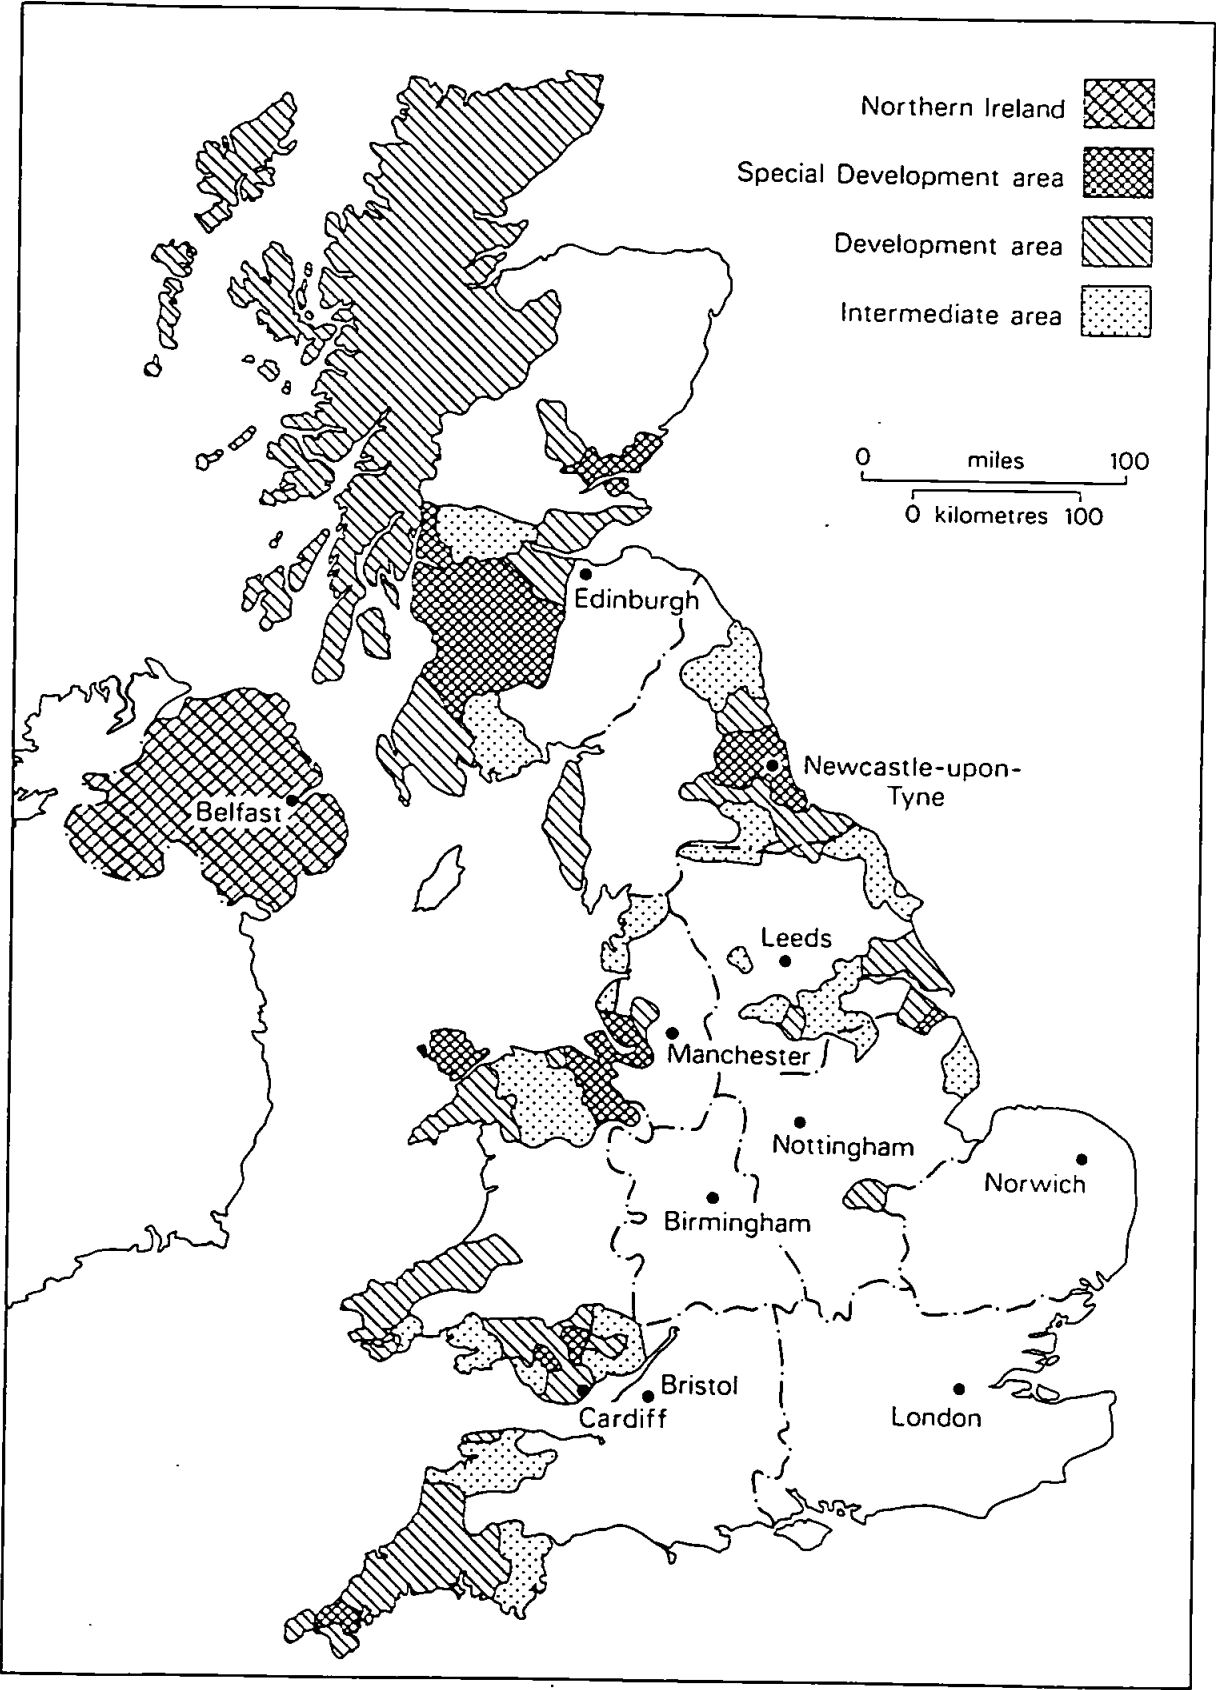 Northern Ireland
Special Development area
Development area
Intermediate area
0 miles 100
0 kilometres 100
Edinburgh
Newcastle-upon-
Tyne
Belfast
Leeds
Manchester
Nottingham
Norwich
Birmingham
Bristol
Cardiff
London